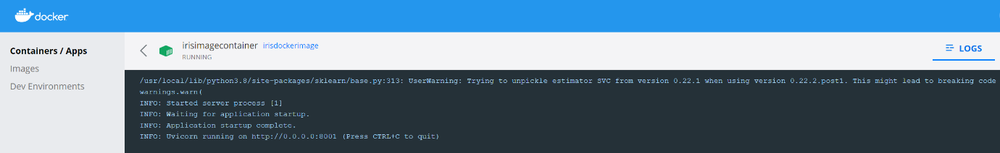 docker
Containers / Apps
Images
Dev Environments
irisimagecontainer irisdockerimage
RUNNING
LOGS
/usr/local/lib/python3.8/site-packages/sklearn/base.py:313: UserWarning: Trying to unpickle estimator SVC from version 0.22.1 when using version 0.22.2.post1. This might lead to breaking code
warnings.warn(
INFO: Started server process [1]
INFO: Waiting for application startup.
INFO: Application startup complete.
INFO: Uvicorn running on http://0.0.0.0:8001 (Press CTRL+C to quit)